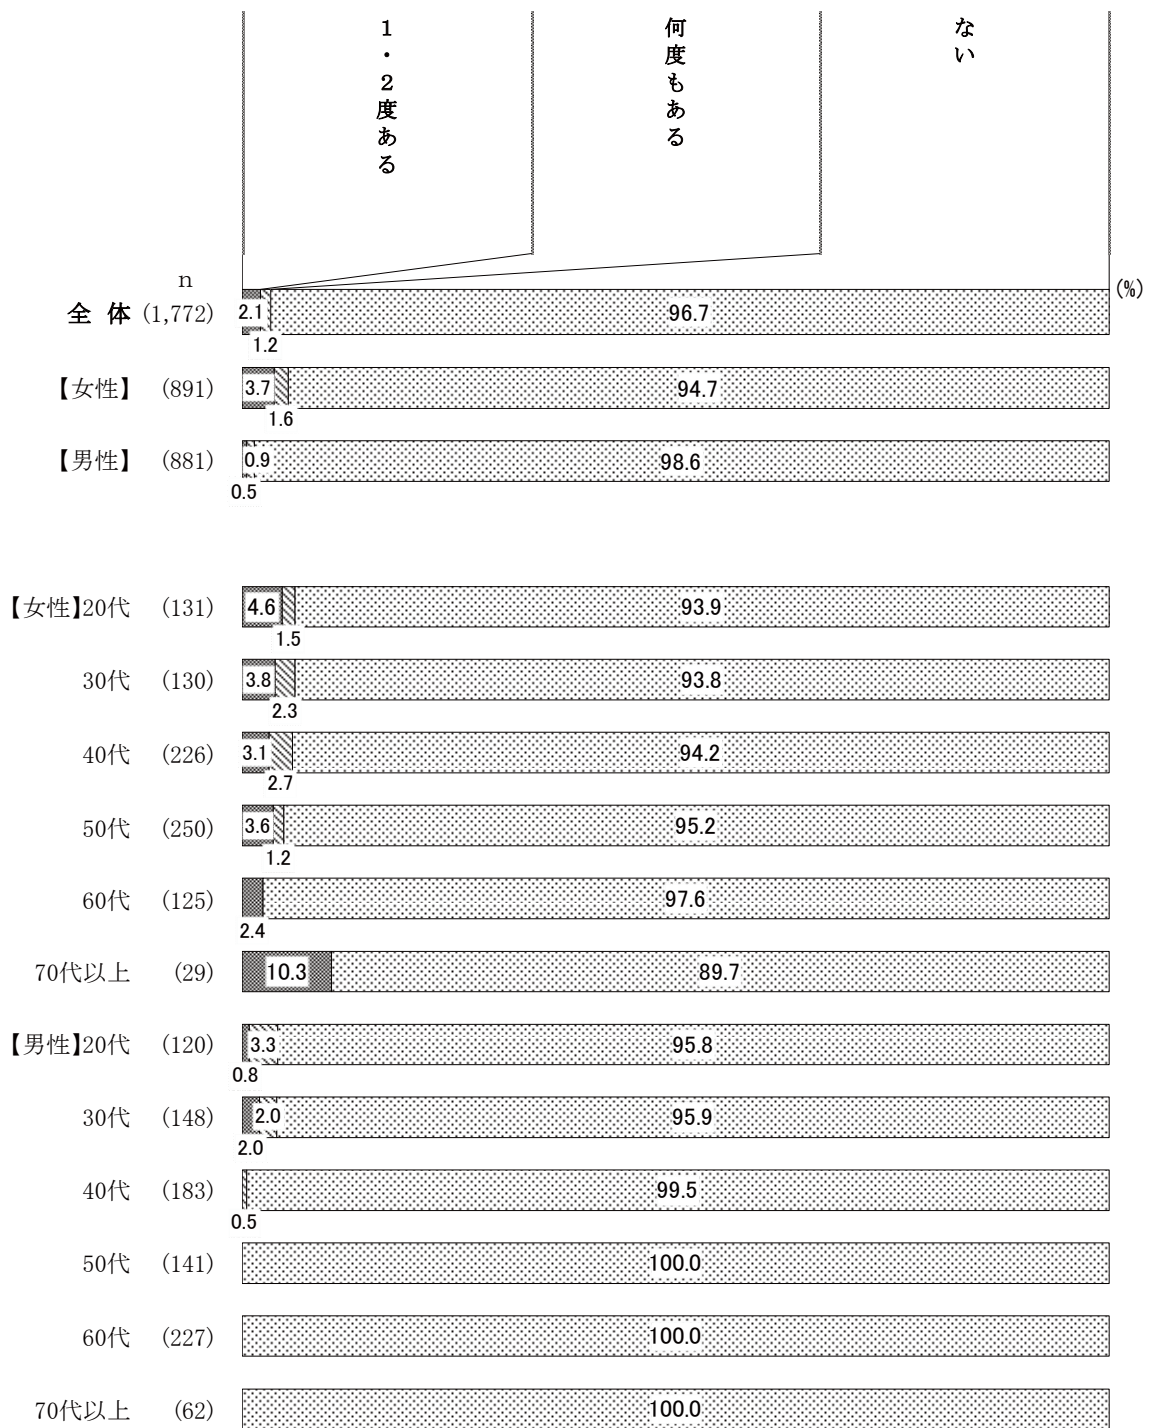 1・2度ある
何度もある
ない
n
(%)
全 体 (1,772) 2.1 96.7
1.2
【女性】 (891) 3.7 94.7
1.6
【男性】 (881) 0.9 98.6
0.5
【女性】20代 (131) 4.6 93.9
1.5
30代 (130) 3.8 93.8
2.3
40代 (226) 3.1 94.2
2.7
50代 (250) 3.6 95.2
1.2
60代 (125) 97.6
2.4
70代以上 (29) 10.3 89.7
【男性】20代 (120) 3.3 95.8
0.8
30代 (148) 2.0 95.9
2.0
40代 (183) 99.5
0.5
50代 (141) 100.0
60代 (227) 100.0
70代以上 (62) 100.0